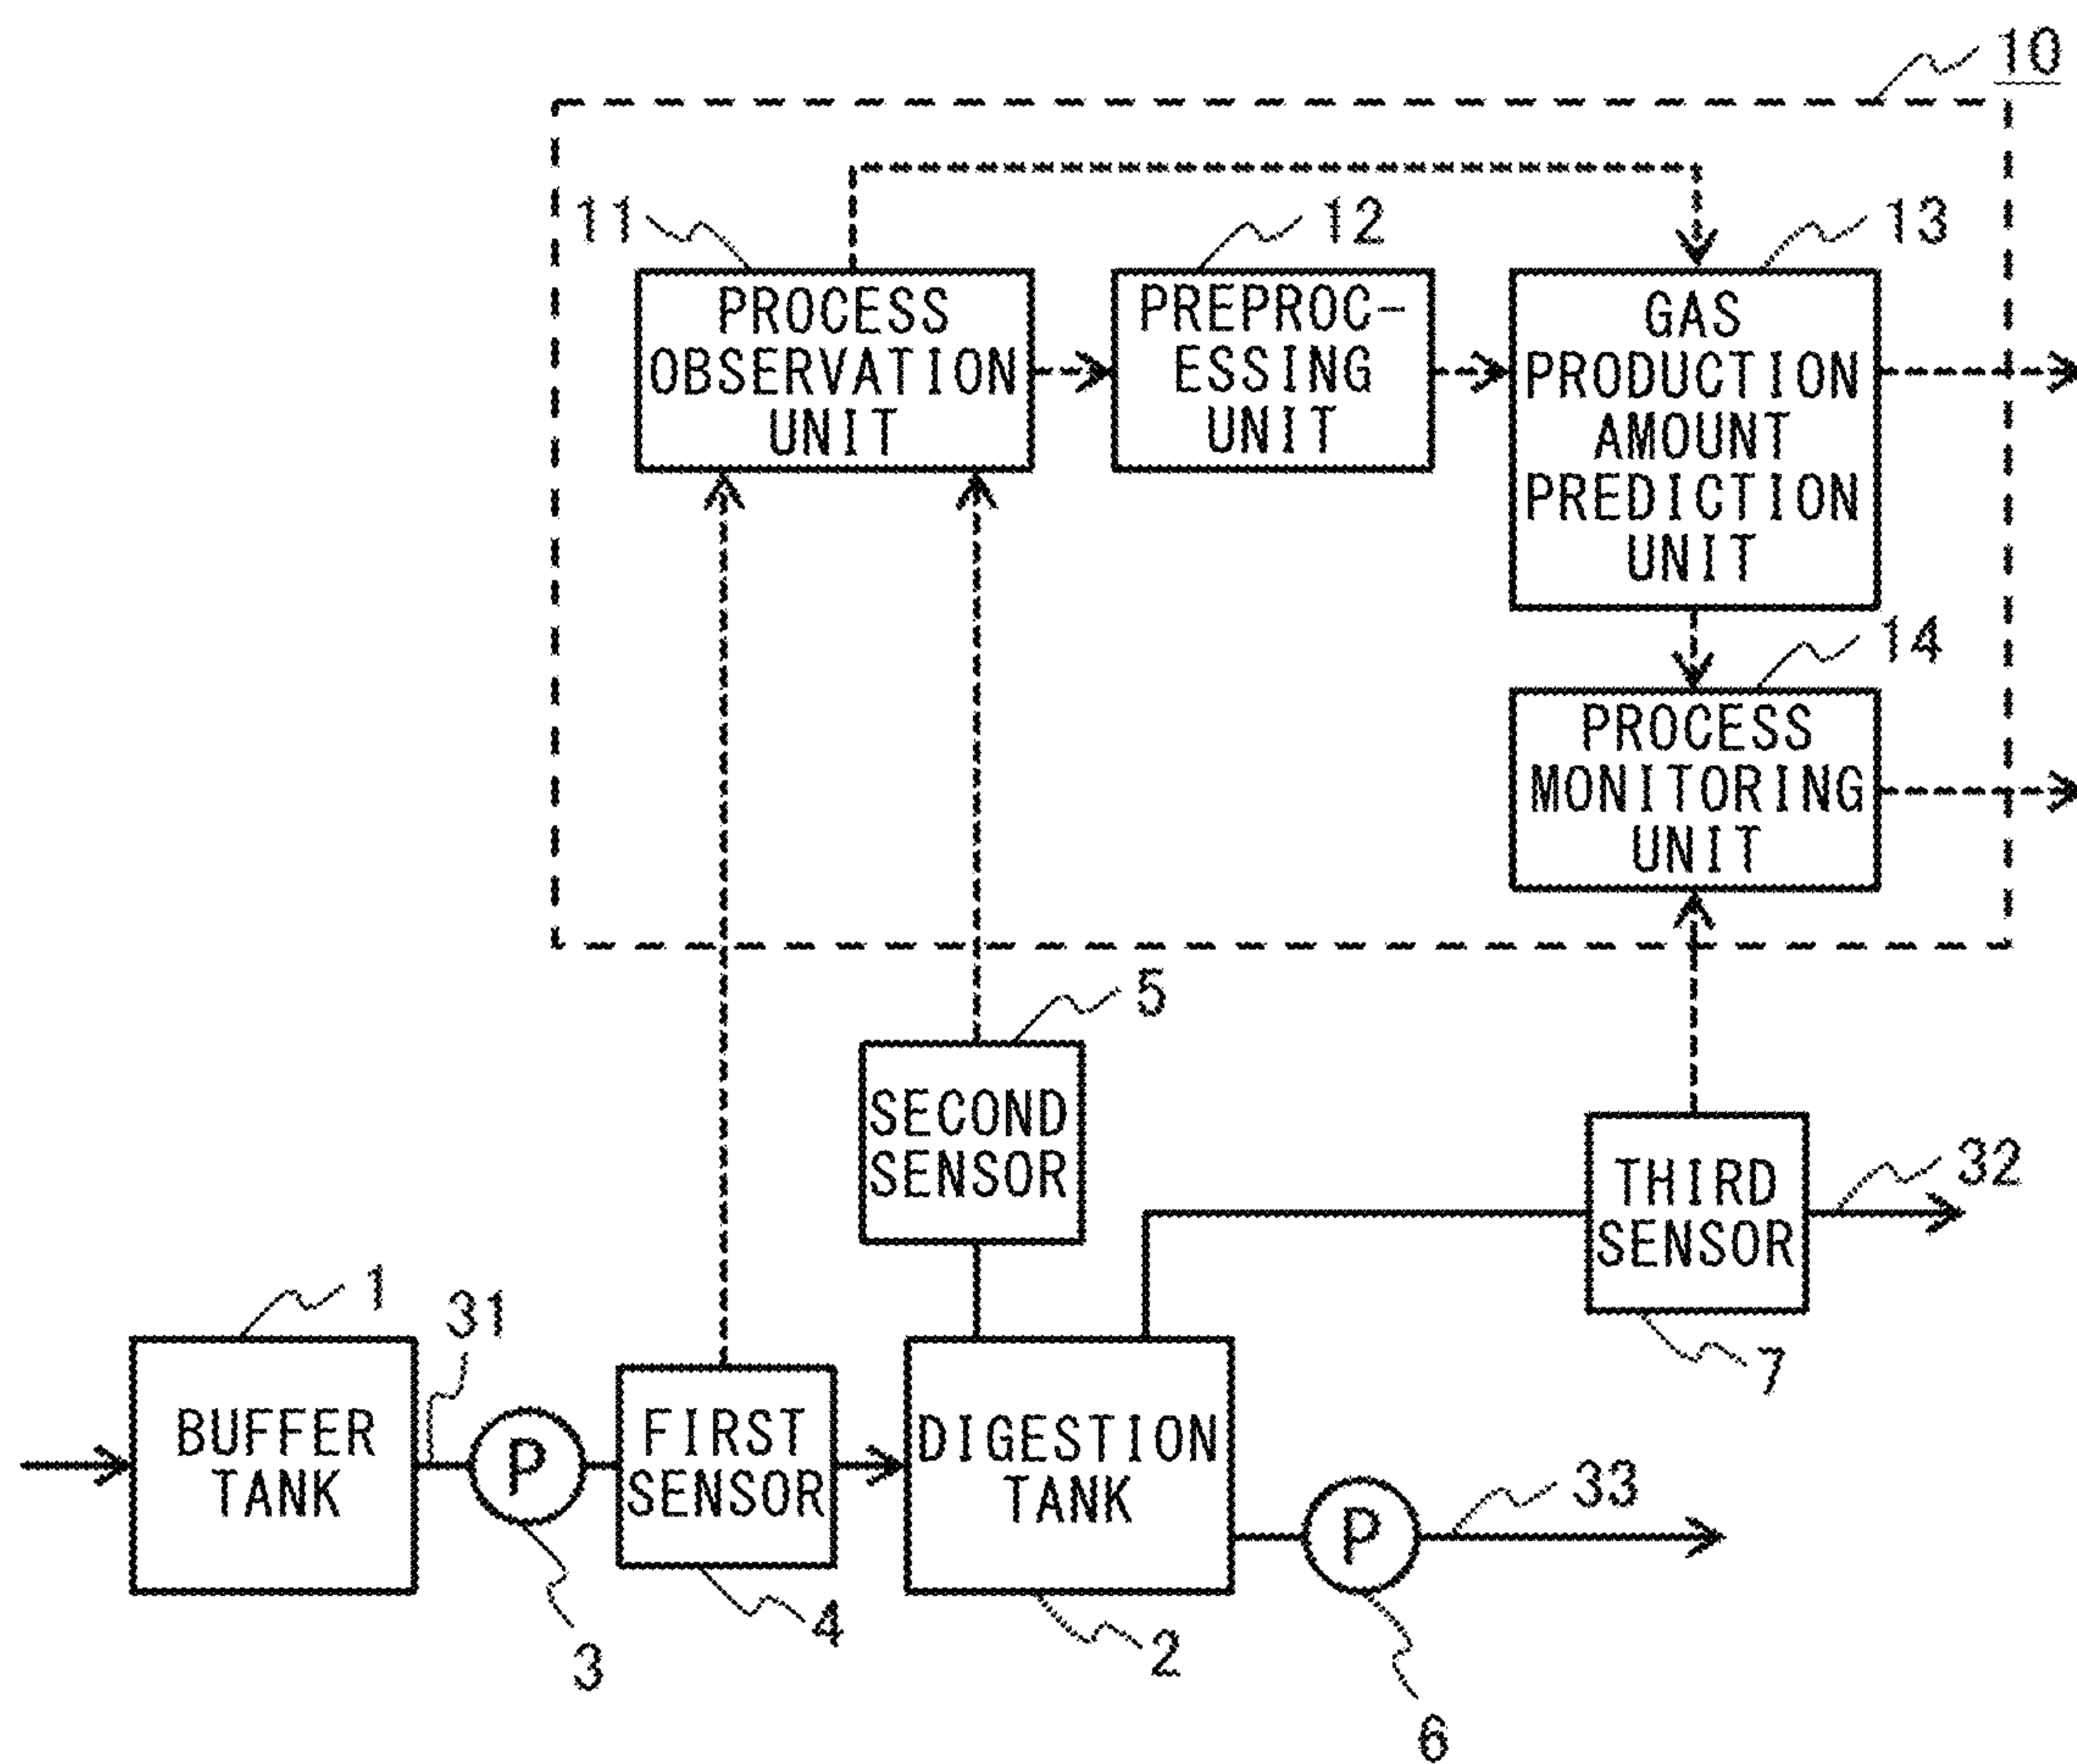 10
11
12
13
PROCESS
OBSERVATION
UNIT
PREPROC-
ESSING
UNIT
GAS
PRODUCTION
AMOUNT
PREDICTION
UNIT
14
PROCESS
MONITORING
UNIT
5
SECOND
SENSOR
32
THIRD
SENSOR
7
1
31
BUFFER
TANK
P
3
FIRST
SENSOR
4
DIGESTION
TANK
2
P
33
6